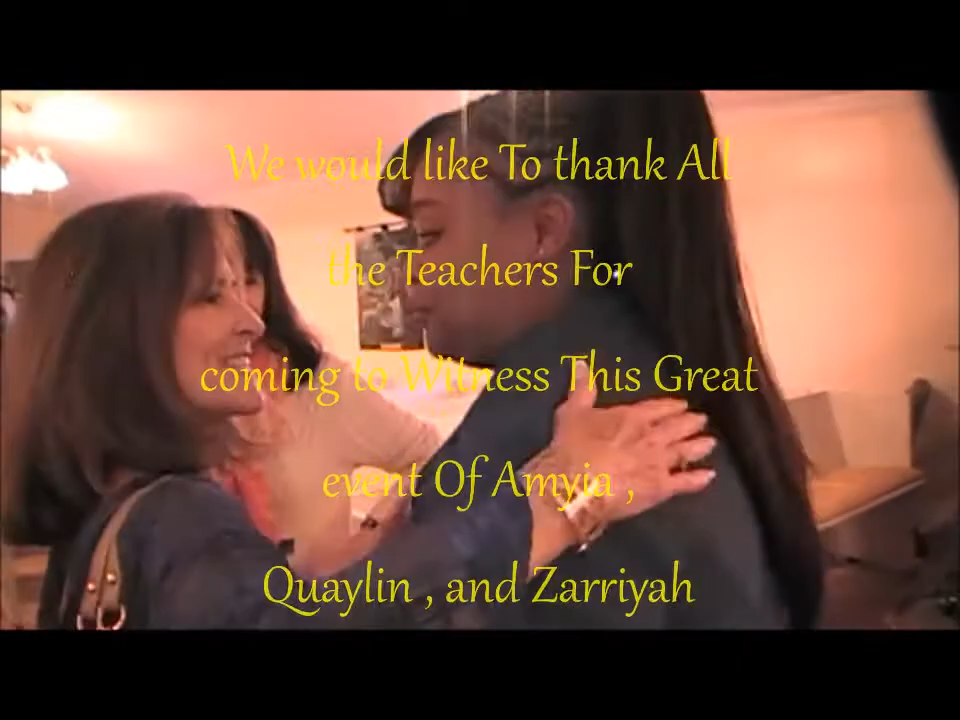 We would like To thank All
the Teachers For
coming to Witness This Great
event Of Amyia ,
Quaylin , and Zarriyah